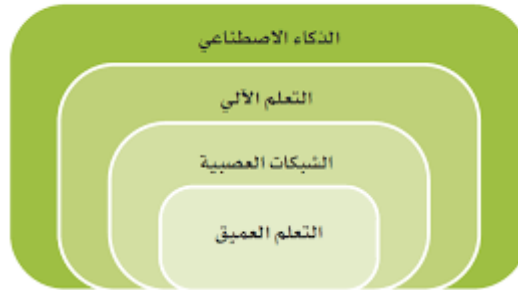 الذكاء الاصطناعي
التعلم الآلي
الشبكات العصبية
التعلم العميق